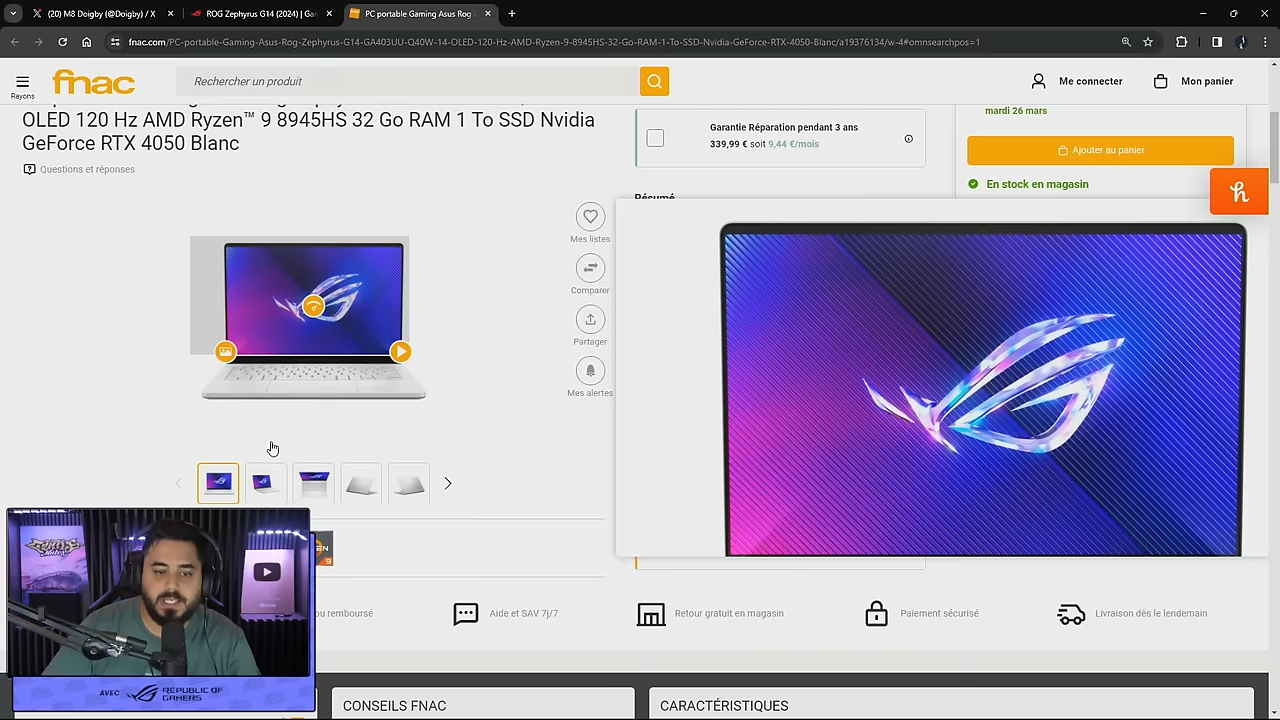 (20) M8 Deigby (@Doigby) / X
ROG Zephyrus G14 (2024) | Ga
PC portable Gaming Asus Rog
fnac.com/PC-portable-Gaming-Asus-Rog-Zephyrus-G14-GA403UU-Q40W-14-OLED-120-Hz-AMD-Ryzen-9-8945HS-32-Go-RAM-1-To-SSD-Nvidia-GeForce-RTX-4050-Blanc/a19376134/w-4#omnsearchpos=1
Rayons
fnac
Rechercher un produit
Me connecter
Mon panier
OLED 120 Hz AMD Ryzen™ 9 8945HS 32 Go RAM 1 To SSD Nvidia
GeForce RTX 4050 Blanc
Questions et réponses
Garantie Réparation pendant 3 ans
339,99 € soit 9,44 €/mois
mardi 26 mars
Ajouter au panier
En stock en magasin
Résumé
Mes listes
Comparer
Partager
Mes alertes
ou remboursé
Aide et SAV 7j/7
Retour gratuit en magasin
Paiement sécurisé
Livraison dès le lendemain
AVEC
REPUBLIC OF
GAMERS
CONSEILS FNAC
CARACTÉRISTIQUES